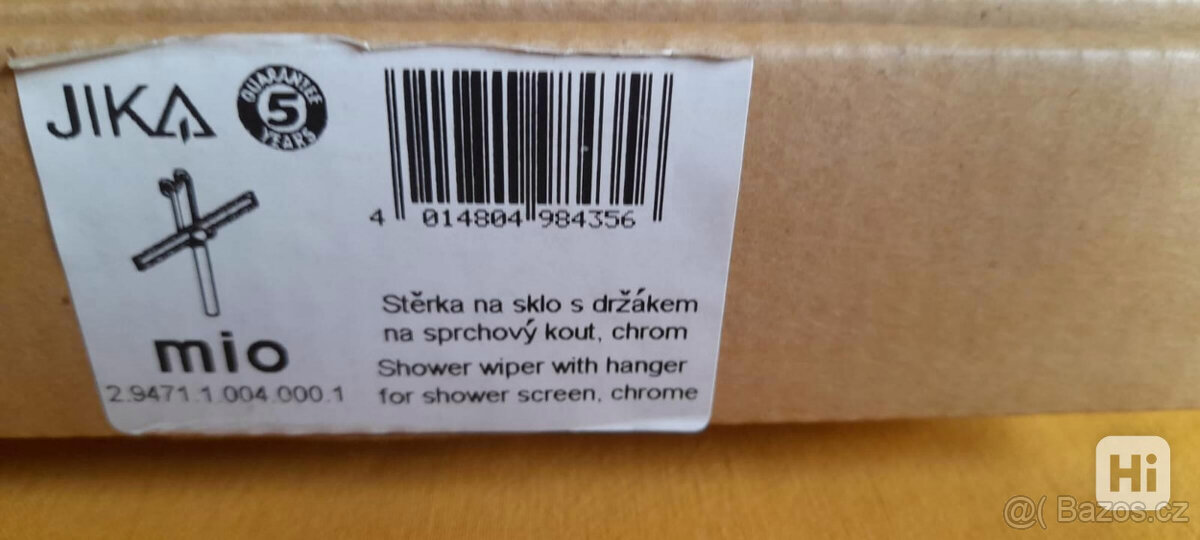 JIKA
GUARANTEE
5
YEARS
4 014804 984356
mio
2.9471.1.004.000.1
Stěrka na sklo s držákem
na sprchový kout, chrom
Shower wiper with hanger
for shower screen, chrome
Hi
@( Bazos.cz